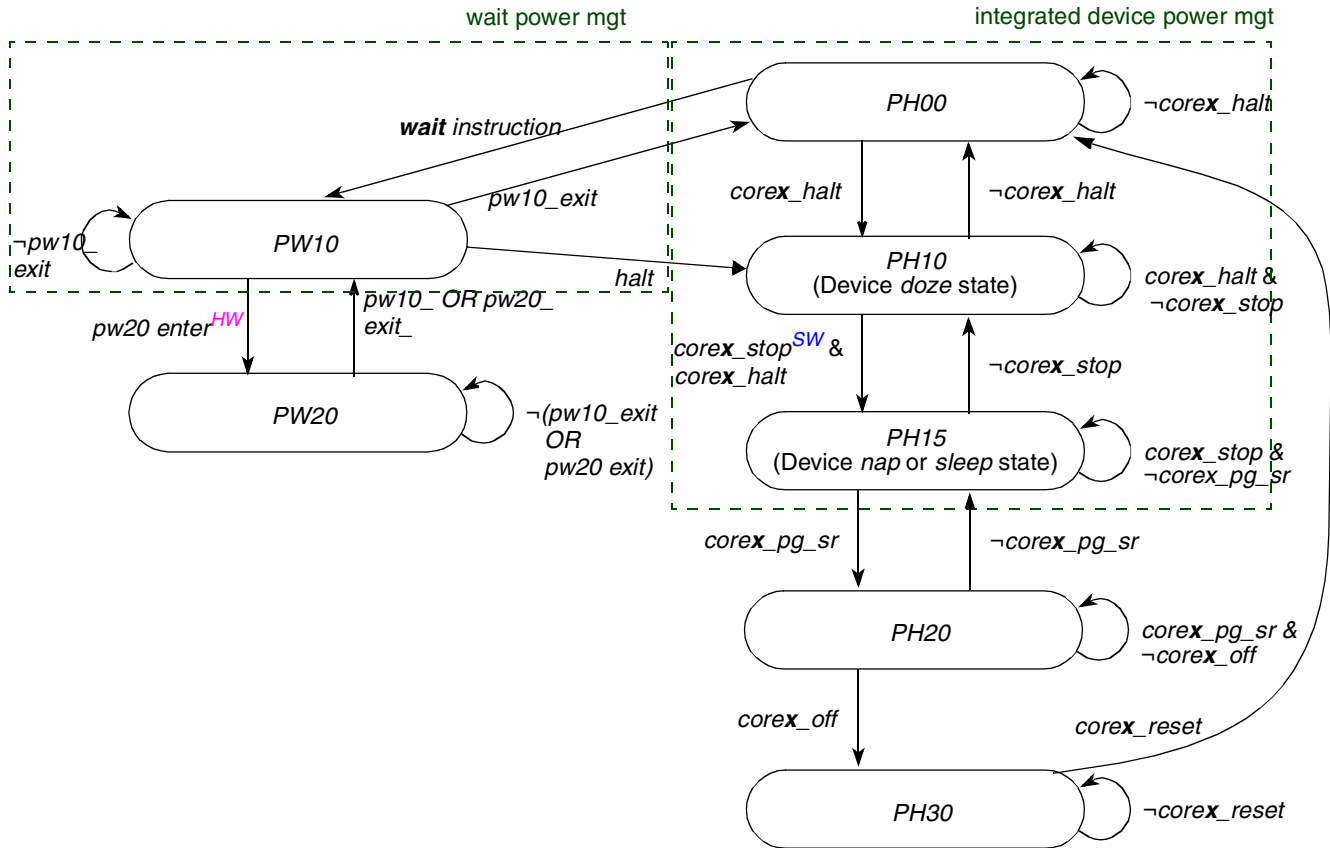 wait power mgt
integrated device power mgt
PH00
¬corex_halt
wait instruction
pw10_exit
corex_halt
¬corex_halt
¬pw10_
exit
PW10
halt
PH10
(Device doze state)
corex_halt &
¬corex_stop
pw20 enterHW
pw10_ OR pw20_
exit_
corex_stopSW &
corex_halt
¬corex_stop
PW20
¬(pw10_exit
OR
pw20 exit)
PH15
(Device nap or sleep state)
corex_stop &
¬corex_pg_sr
corex_pg_sr
¬corex_pg_sr
PH20
corex_pg_sr &
¬corex_off
corex_off
corex_reset
PH30
¬corex_reset